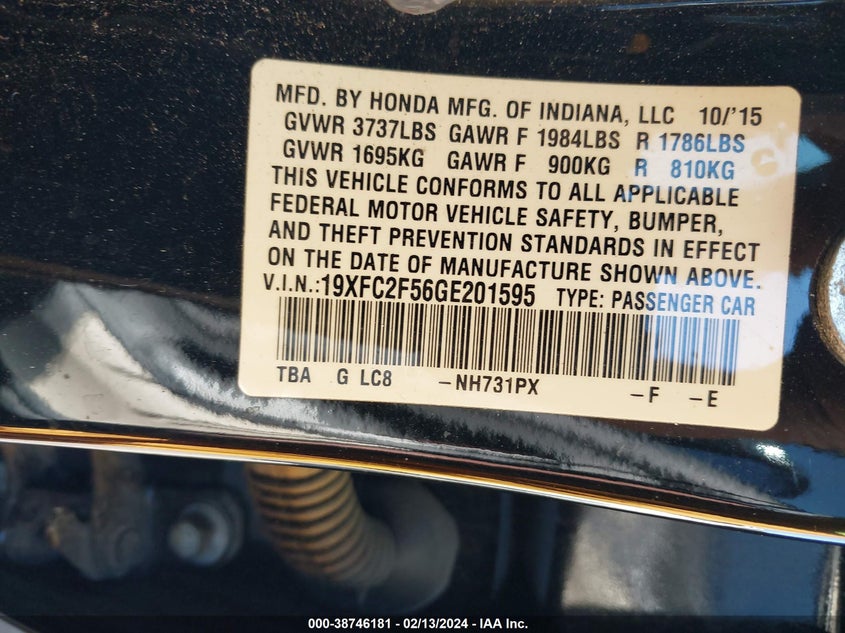 MFD. BY HONDA MFG. OF INDIANA, LLC 10/'15
GVWR 3737LBS GAWR F 1984LBS R 1786LBS
GVWR 1695KG GAWR F 900KG R 810KG
THIS VEHICLE CONFORMS TO ALL APPLICABLE
FEDERAL MOTOR VEHICLE SAFETY, BUMPER,
AND THEFT PREVENTION STANDARDS IN EFFECT
ON THE DATE OF MANUFACTURE SHOWN ABOVE.
V.I.N.:19XFC2F56GE201595 TYPE: PASSENGER CAR
TBA G LC8 -NH731PX -F -E
000-38746181 - 02/13/2024 - IAA Inc.